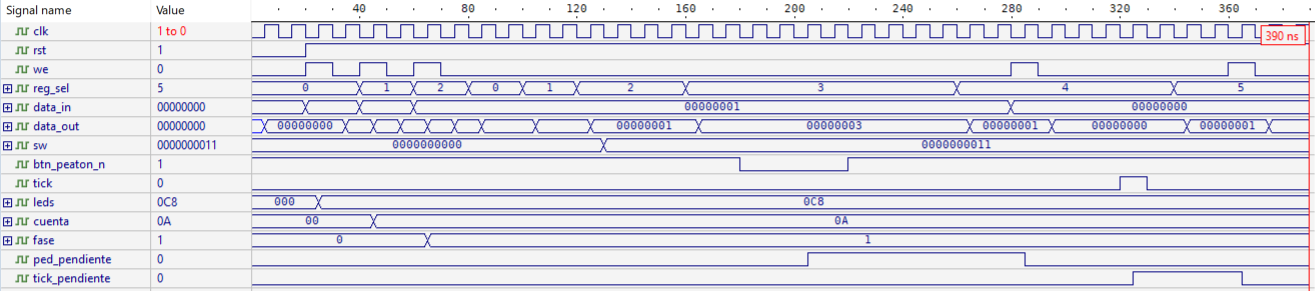 Signal name Value 40 80 120 160 200 240 280 320 360
clk 1 to 0 390 ns
rst 1
we 0
reg_sel 5 0 1 2 0 1 2 3 4 5
data_in 00000000 00000001 00000000
data_out 00000000 00000000 00000001 00000003 00000001 00000000 00000001
sw 0000000011 0000000000 0000000011
btn_peaton_n 1
tick 0
leds 0C8 000 0C8
cuenta 0A 00 0A
fase 1 0 1
ped_pendiente 0
tick_pendiente 0